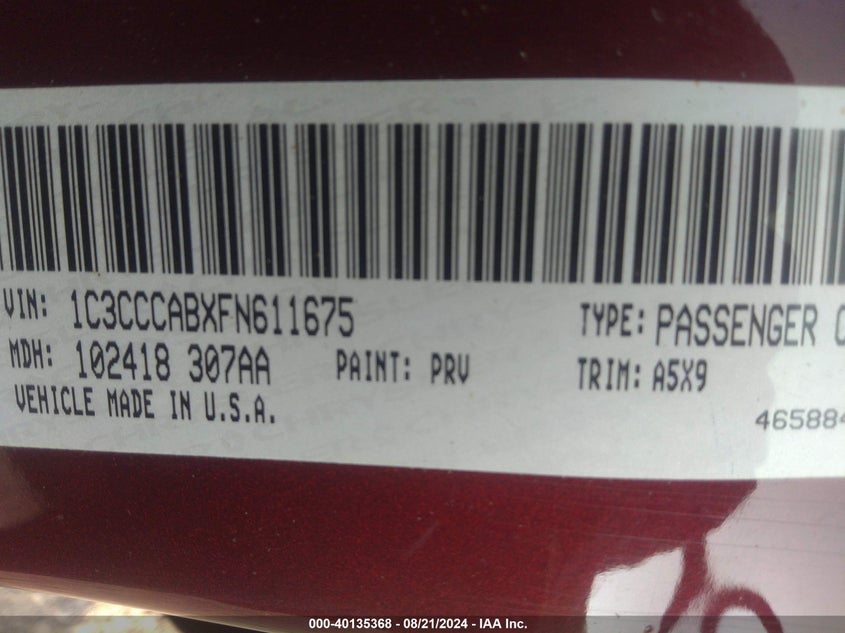 VIN: 1C3CCCABXFN611675 TYPE: PASSENGER C
MDH: 102418 307AA PAINT: PRV TRIM: A5X9
VEHICLE MADE IN U.S.A.
46588
000-40135368 - 08/21/2024 - IAA Inc.